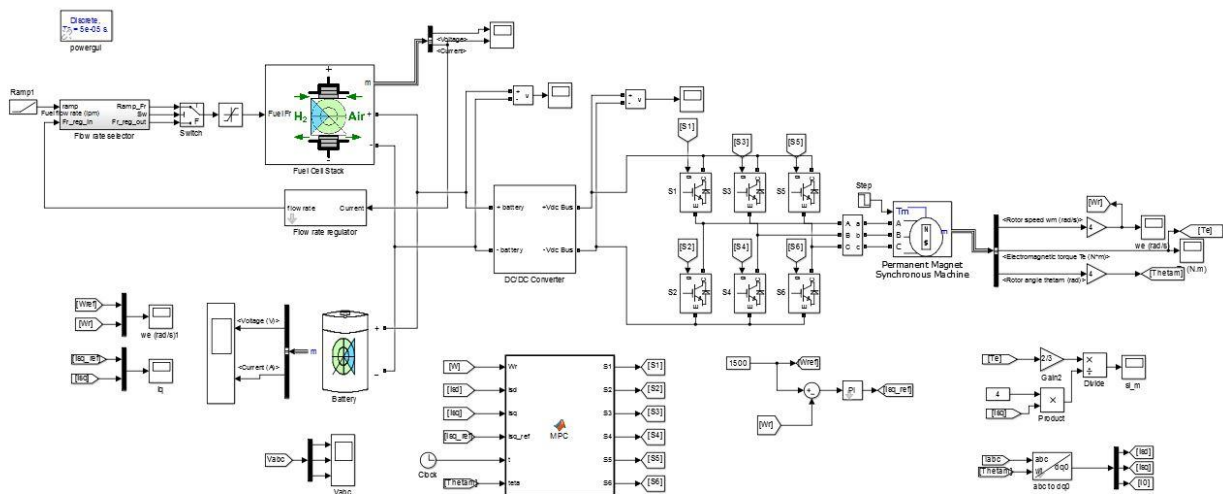 Discrete,
Ts = 5e-05 s.
powergui
<Voltage>
<Current>
Ramp1
ramp
Fuel flow rate (lpm)
Fr_reg_in
Ramp_Fr
Sw
Fr_reg_out
Flow rate selector
Switch
Fuel Fr
H2
Air
+
-
m
+
-
Fuel Cell Stack
flow rate
Current
Flow rate regulator
+
-
v
+
-
v
+ battery
- battery
+Vdc Bus
-Vdc Bus
DC/DC Converter
[S1]
[S3]
[S5]
S1
S3
S5
[S2]
[S4]
[S6]
S2
S4
S6
A a
B b
C c
Step
Tm
A
B
C
N
S
m
Permanent Magnet
Synchronous Machine
<Rotor speed wm (rad/s)>
<Electromagnetic torque Te (N*m)>
<Rotor angle thetam (rad)>
4
4
[Wr]
we (rad/s)
[Te]
(N.m)
[Thetam]
[Wref]
[Wr]
we (rad/s)1
[Isq_ref]
[Isq]
Iq
<Voltage (V)>
<Current (A)>
m
+
-
Battery
Vabc
Vabc
[W]
[Isd]
[Isq]
[Isq_ref]
Clock
[Thetam]
Wr
Isd
Isq
Isq_ref
t
teta
MPC
S1
S2
S3
S4
S5
S6
[S1]
[S2]
[S3]
[S4]
[S5]
[S6]
1500
[Wref]
[Wr]
PI
[Isq_ref]
[Te]
2/3
Gain2
4
[Isq]
Product
Divide
si_m
Iabc
[Thetam]
abc
wt
dq0
abc to dq0
[Isd]
[Isq]
[I0]